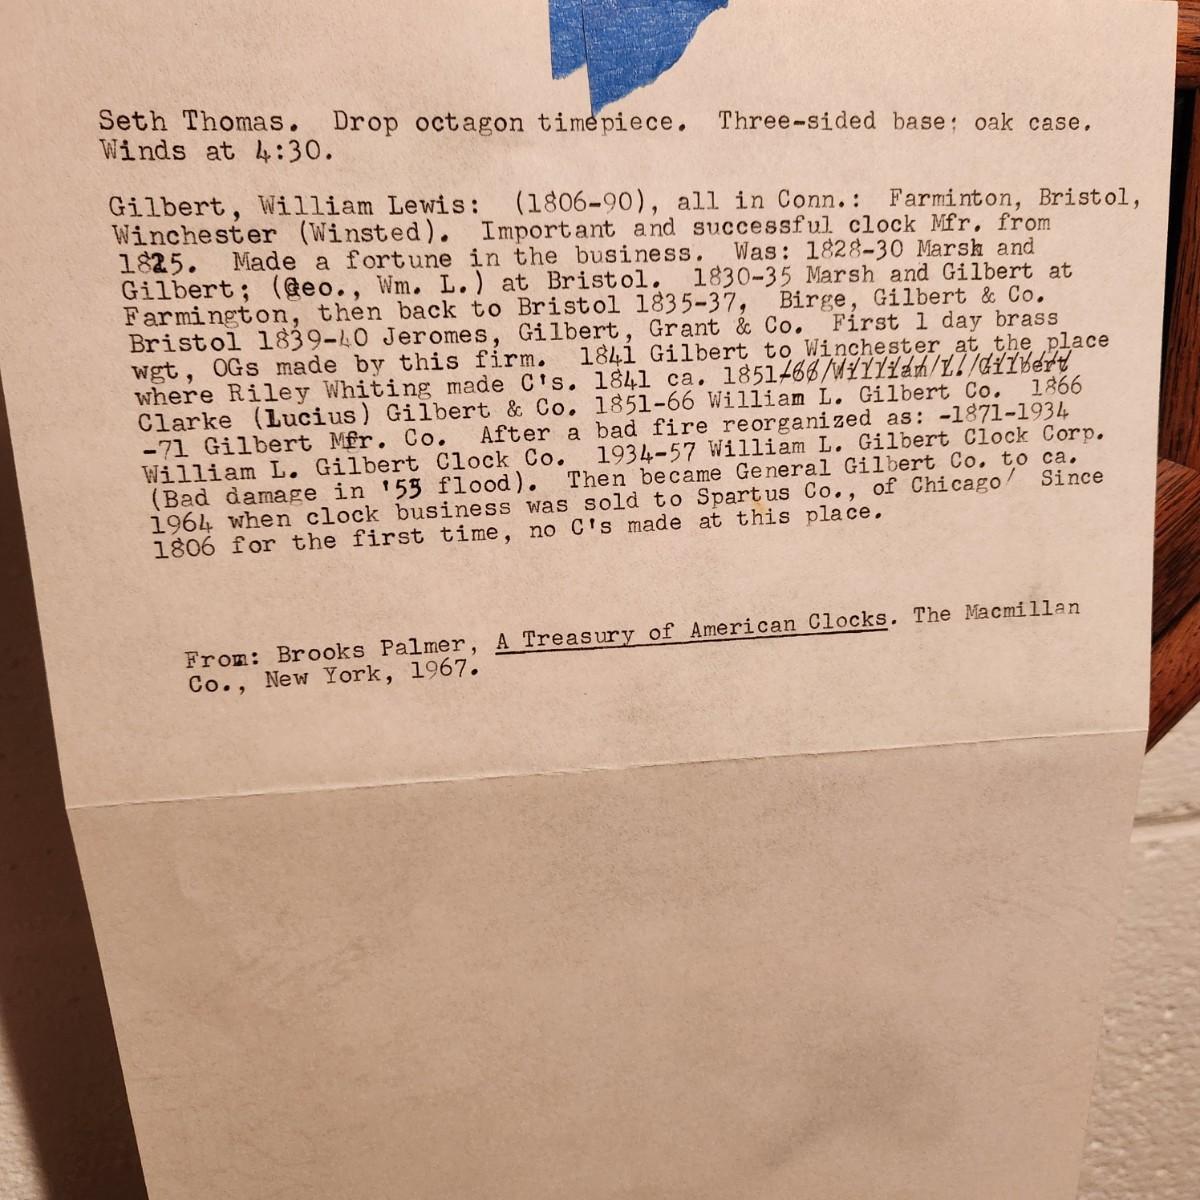 Seth Thomas. Drop octagon timepiece. Three-sided base; oak case.
Winds at 4:30.
Gilbert, William Lewis: (1806-90), all in Conn.: Farminton, Bristol,
Winchester (Winsted). Important and successful clock Mfr. from
1825. Made a fortune in the business. Was: 1828-30 Marsh and
Gilbert; (Geo., Wm. L.) at Bristol. 1830-35 Marsh and Gilbert at
Farmington, then back to Bristol 1835-37, Birge, Gilbert & Co.
Bristol 1839-40 Jeromes, Gilbert, Grant & Co. First 1 day brass
wgt, OGs made by this firm. 1841 Gilbert to Winchester at the place
where Riley Whiting made C's. 1841 ca. 1851-66/William/L//Gilbert
Clarke (Lucius) Gilbert & Co. 1851-66 William L. Gilbert Co. 1866
-71 Gilbert Mfr. Co. After a bad fire reorganized as: -1871-1934
William L. Gilbert Clock Co. 1934-57 William L. Gilbert Clock Corp.
(Bad damage in '55 flood). Then became General Gilbert Co. to ca.
1964 when clock business was sold to Spartus Co., of Chicago/ Since
1806 for the first time, no C's made at this place.
From: Brooks Palmer, A Treasury of American Clocks. The Macmillan
Co., New York, 1967.